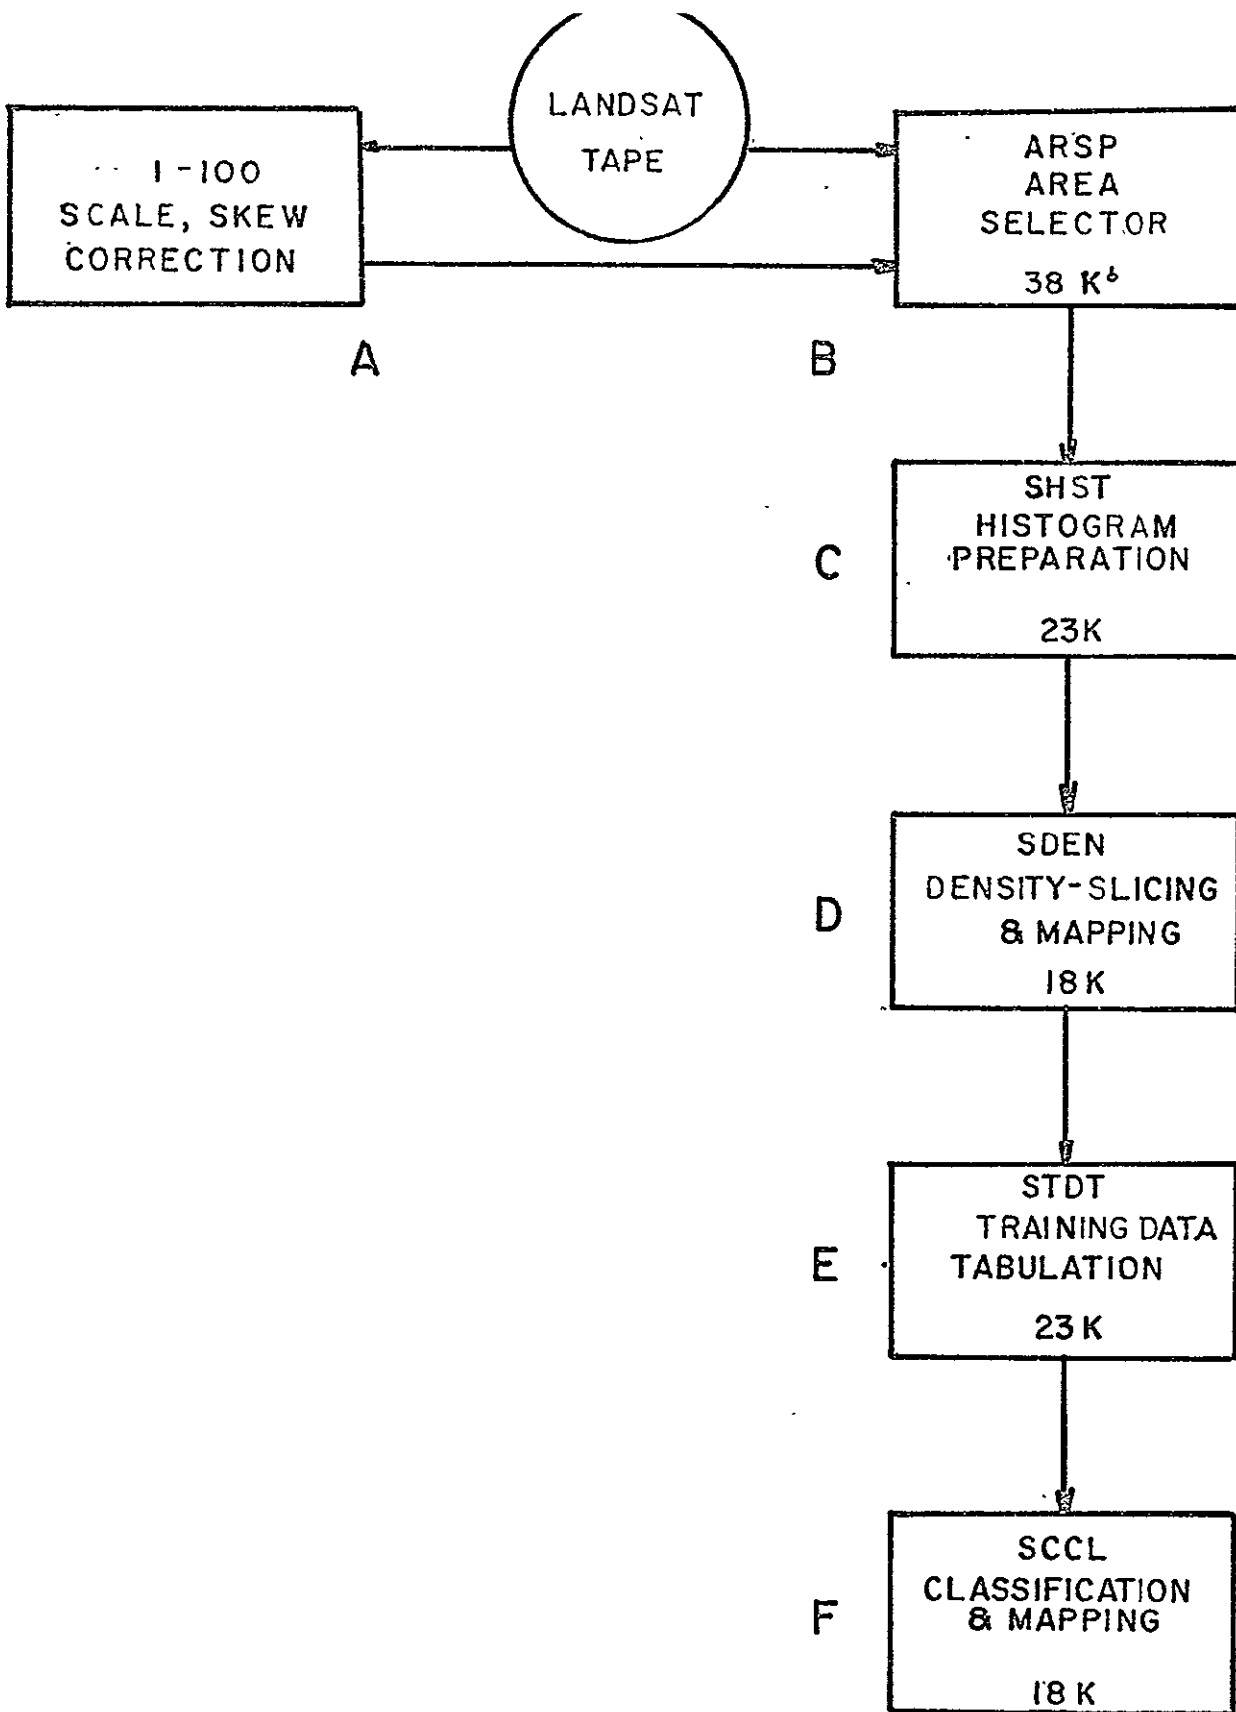 LANDSAT
TAPE
I-100
SCALE, SKEW
CORRECTION
A
ARSP
AREA
SELECTOR
38 K⁶
B
SHST
HISTOGRAM
PREPARATION
23K
C
SDEN
DENSITY-SLICING
& MAPPING
18K
D
STDT
TRAINING DATA
TABULATION
23K
E
SCCL
CLASSIFICATION
& MAPPING
18K
F